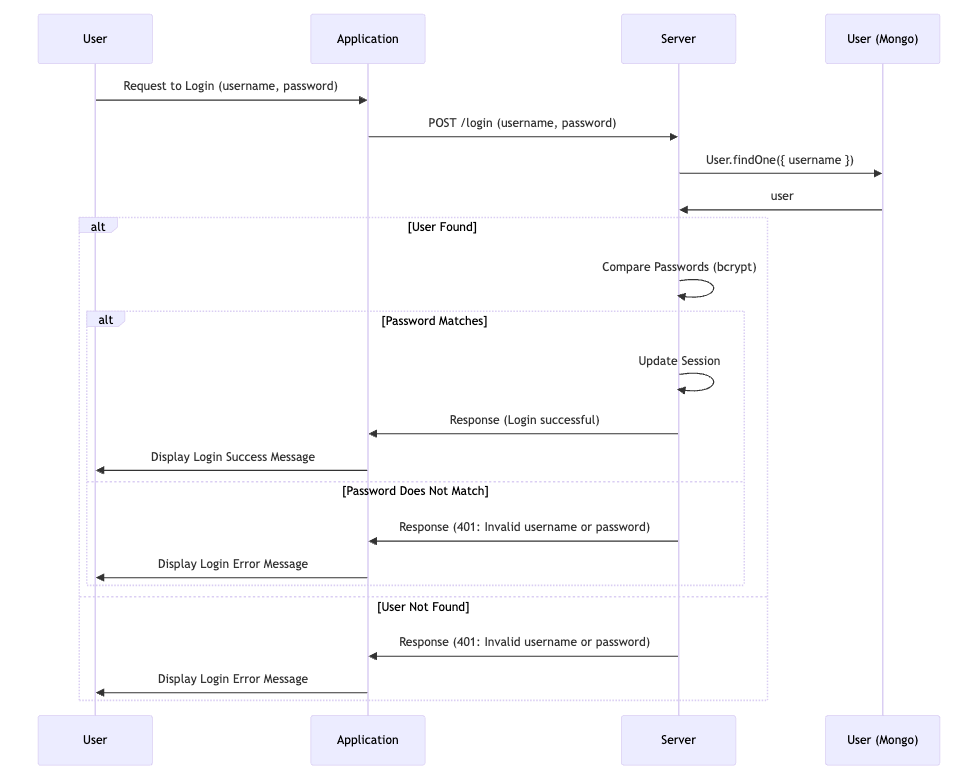 User
Application
Server
User (Mongo)
Request to Login (username, password)
POST /login (username, password)
User.findOne({ username })
user
alt
[User Found]
Compare Passwords (bcrypt)
alt
[Password Matches]
Update Session
Response (Login successful)
Display Login Success Message
[Password Does Not Match]
Response (401: Invalid username or password)
Display Login Error Message
[User Not Found]
Response (401: Invalid username or password)
Display Login Error Message
User
Application
Server
User (Mongo)